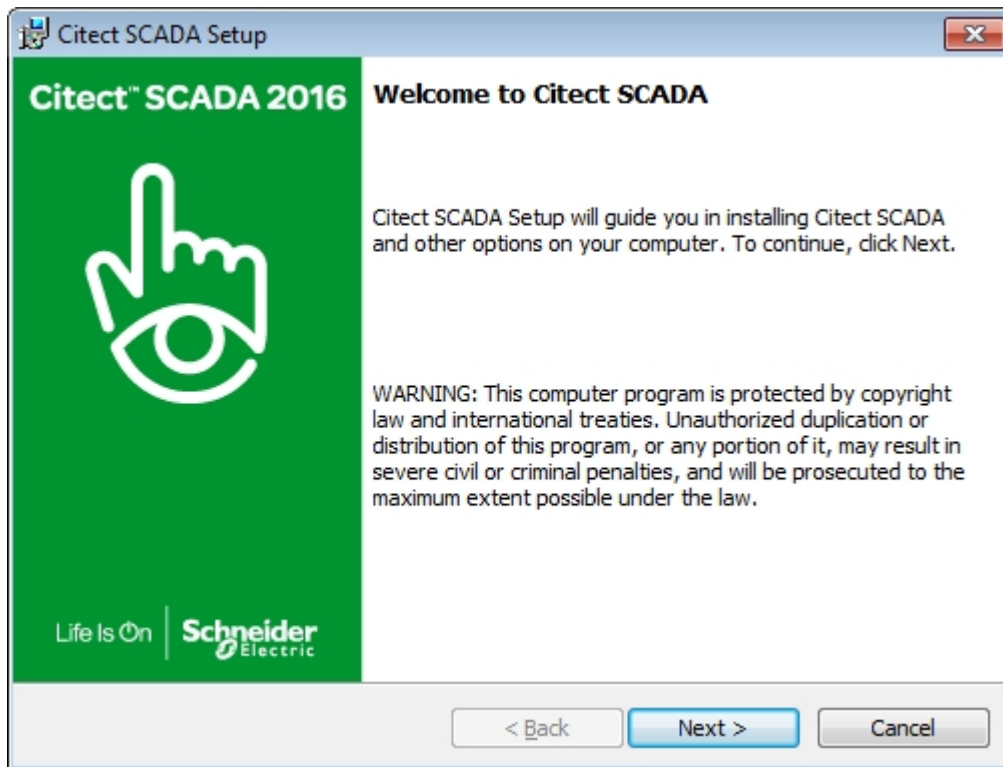 Citect SCADA Setup
Citect™ SCADA 2016
Welcome to Citect SCADA
Citect SCADA Setup will guide you in installing Citect SCADA
and other options on your computer. To continue, click Next.
WARNING: This computer program is protected by copyright
law and international treaties. Unauthorized duplication or
distribution of this program, or any portion of it, may result in
severe civil or criminal penalties, and will be prosecuted to the
maximum extent possible under the law.
Life Is On
Schneider
Electric
< Back
Next >
Cancel